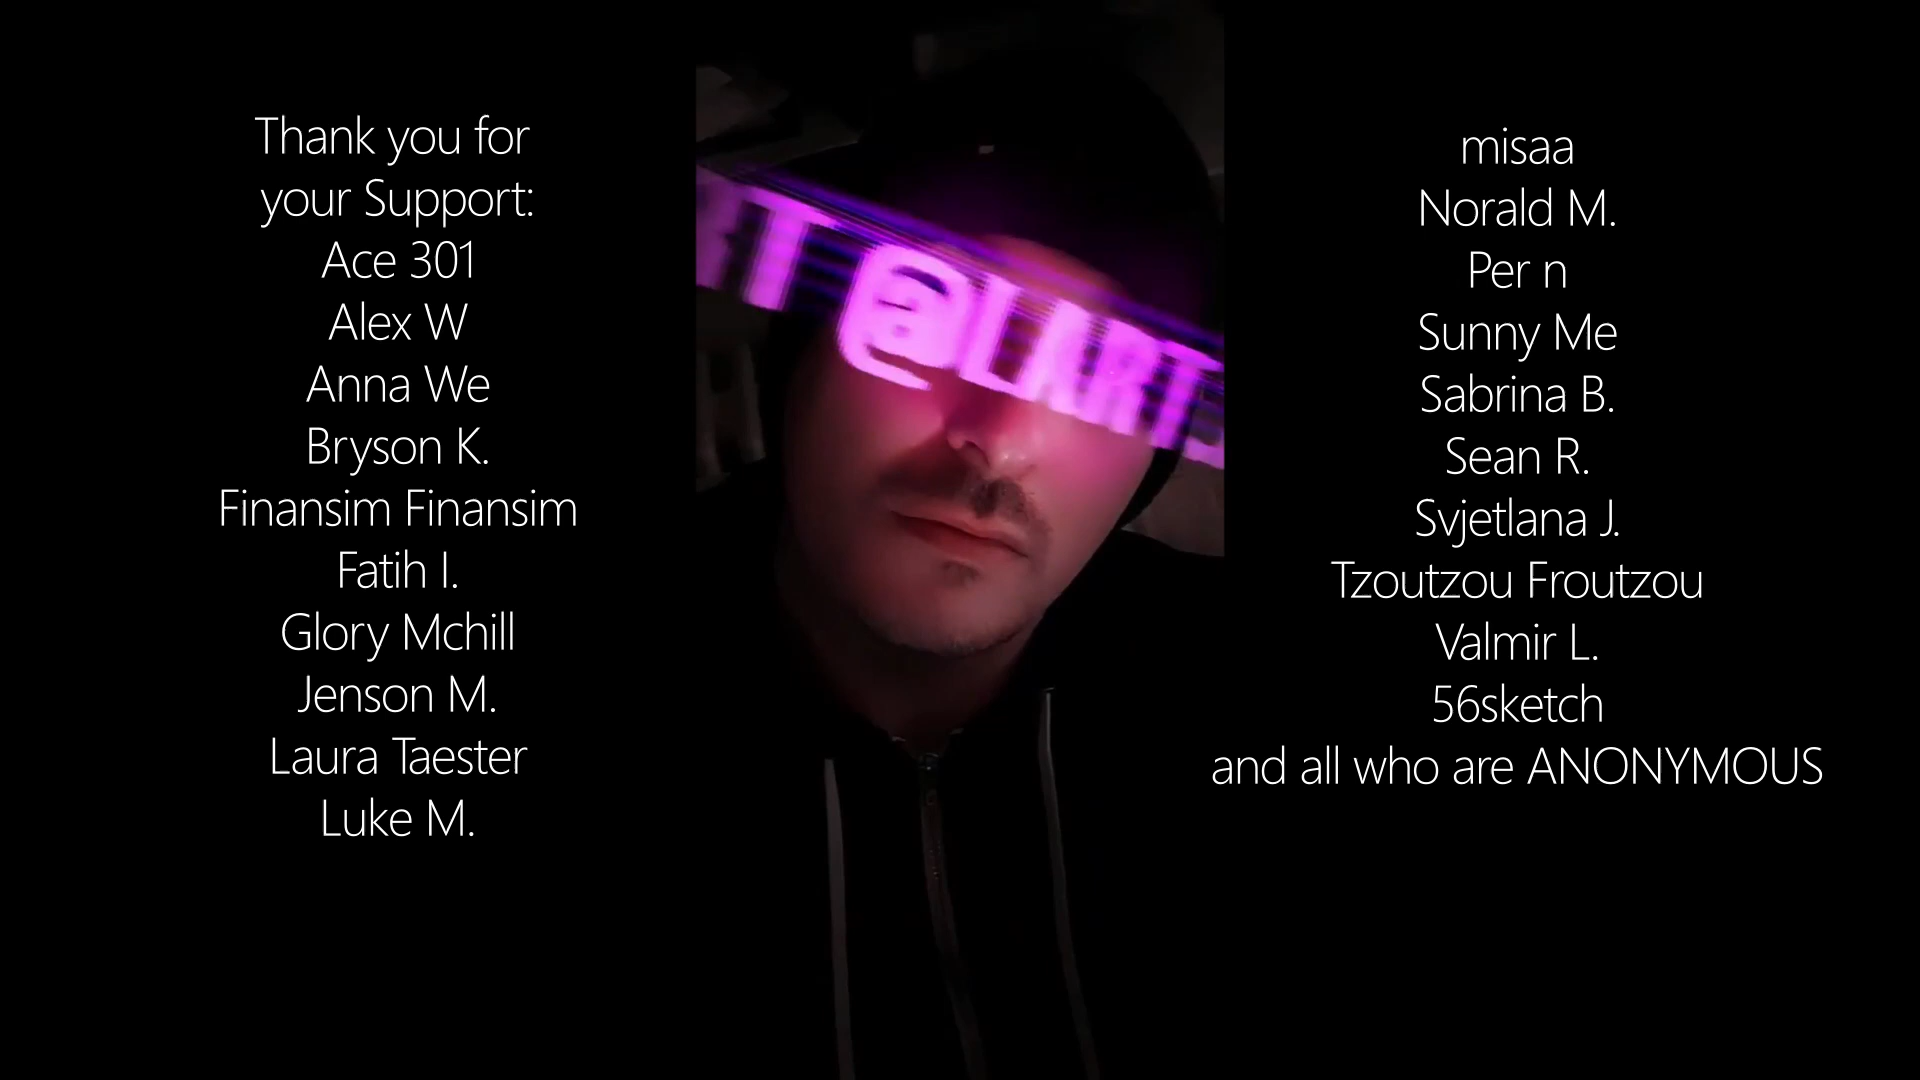 Thank you for
your Support:
Ace 301
Alex W
Anna We
Bryson K.
Finansim Finansim
Fatih I.
Glory Mchill
Jenson M.
Laura Taester
Luke M.
T @LART
misaa
Norald M.
Per n
Sunny Me
Sabrina B.
Sean R.
Svjetlana J.
Tzoutzou Froutzou
Valmir L.
56sketch
and all who are ANONYMOUS